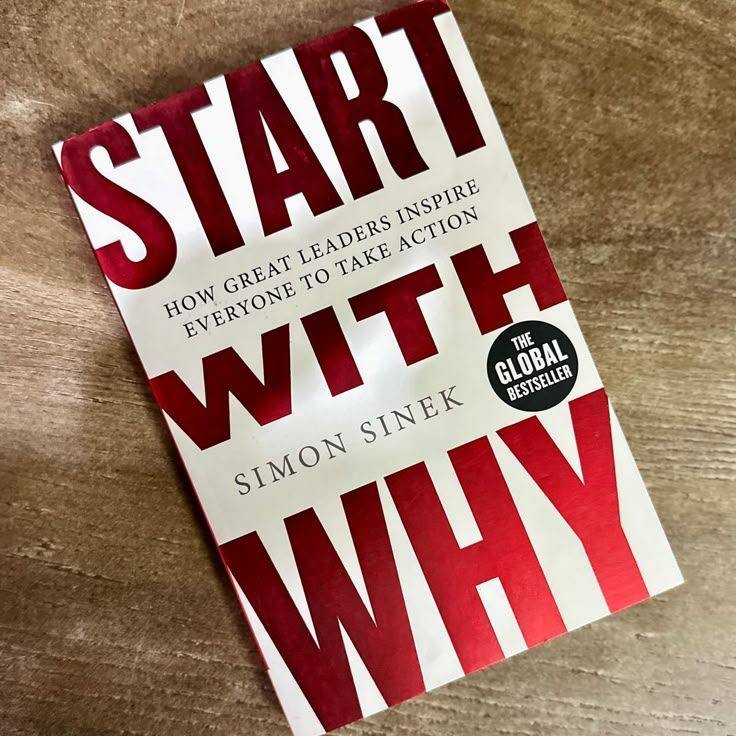 START
HOW GREAT LEADERS INSPIRE
EVERYONE TO TAKE ACTION
WITH
THE
GLOBAL
BESTSELLER
SIMON SINEK
WHY